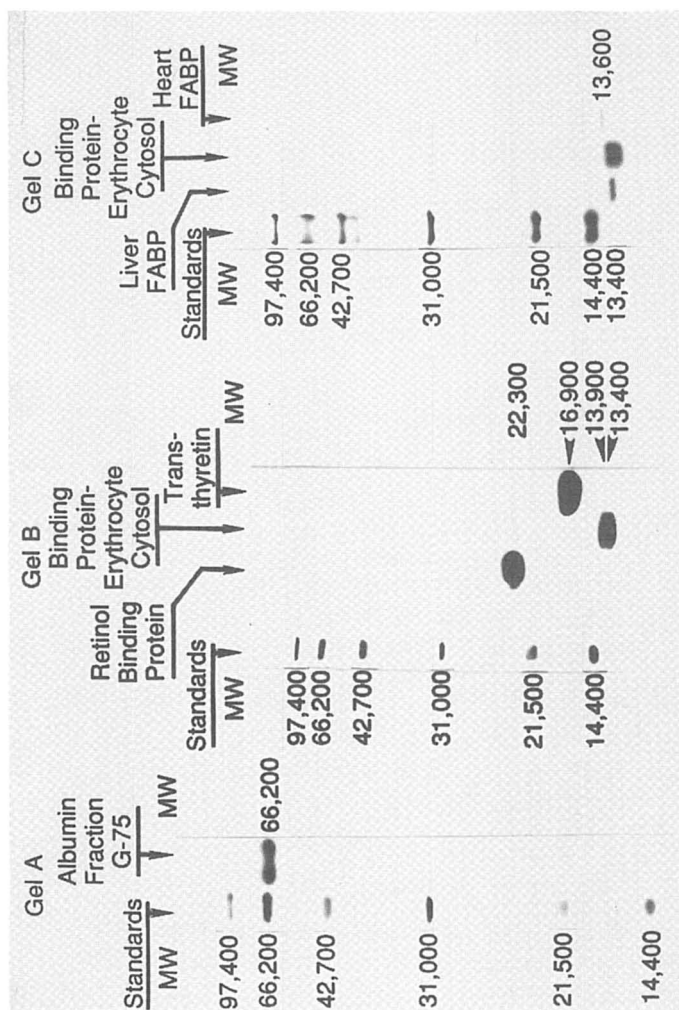 Gel A
Albumin
Fraction
G-75
Standards
MW
MW
97,400
66,200
66,200
42,700
31,000
21,500
14,400
Gel B
Binding
Protein-
Erythrocyte
Cytosol
Retinol
Binding
Protein
Trans-
thyretin
Standards
MW
MW
97,400
66,200
42,700
31,000
21,500
14,400
22,300
16,900
13,900
13,400
Gel C
Binding
Protein-
Erythrocyte
Cytosol
Liver
FABP
Heart
FABP
Standards
MW
MW
97,400
66,200
42,700
31,000
21,500
14,400
13,400
13,600